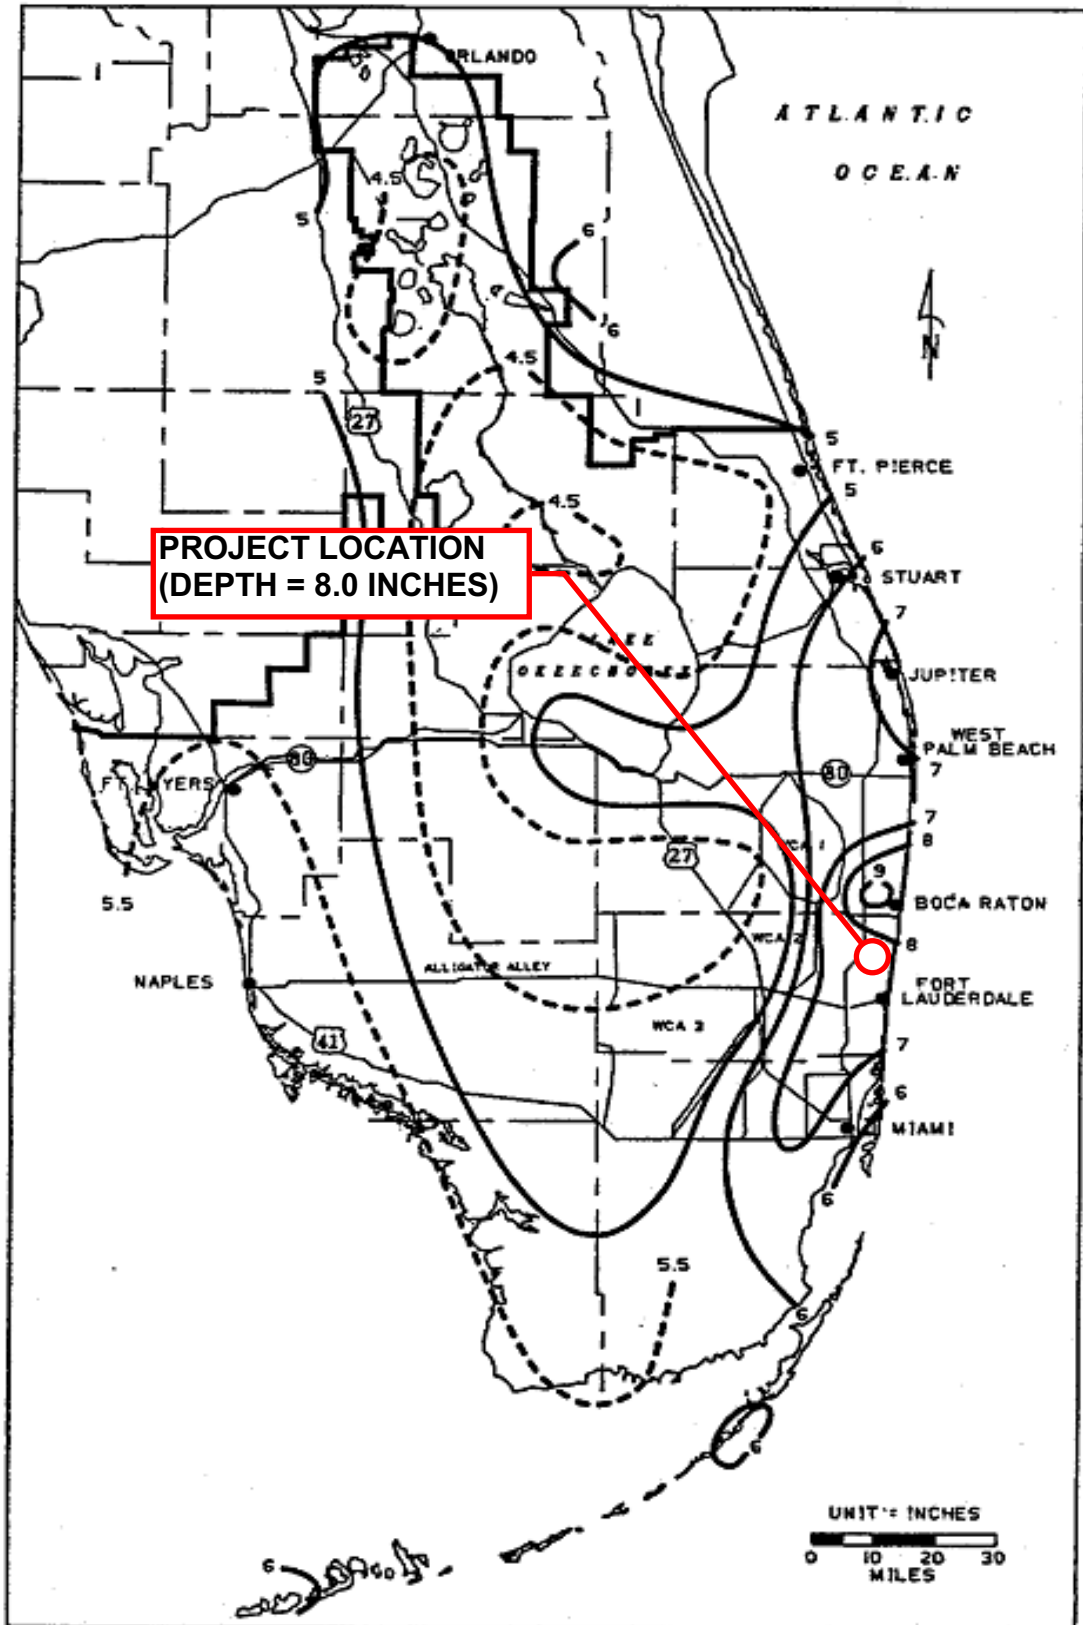 ORLANDO
ATLANTIC
OCEAN
4.5
5
6
6
N
4.5
5
27
5
FT. PIERCE
5
4.5
PROJECT LOCATION
(DEPTH = 8.0 INCHES)
6
6 STUART
7
LAKE
OKEECHOBEE
JUPITER
WEST
PALM BEACH
7
80
80
FT. MYERS
7
8
WCA 1
27
9
5.5
BOCA RATON
WCA 2
8
ALLIGATOR ALLEY
NAPLES
FORT
LAUDERDALE
WCA 3
41
7
6
MIAMI
6
5.5
6
6
UNIT = INCHES
0 10 20 30
MILES
6